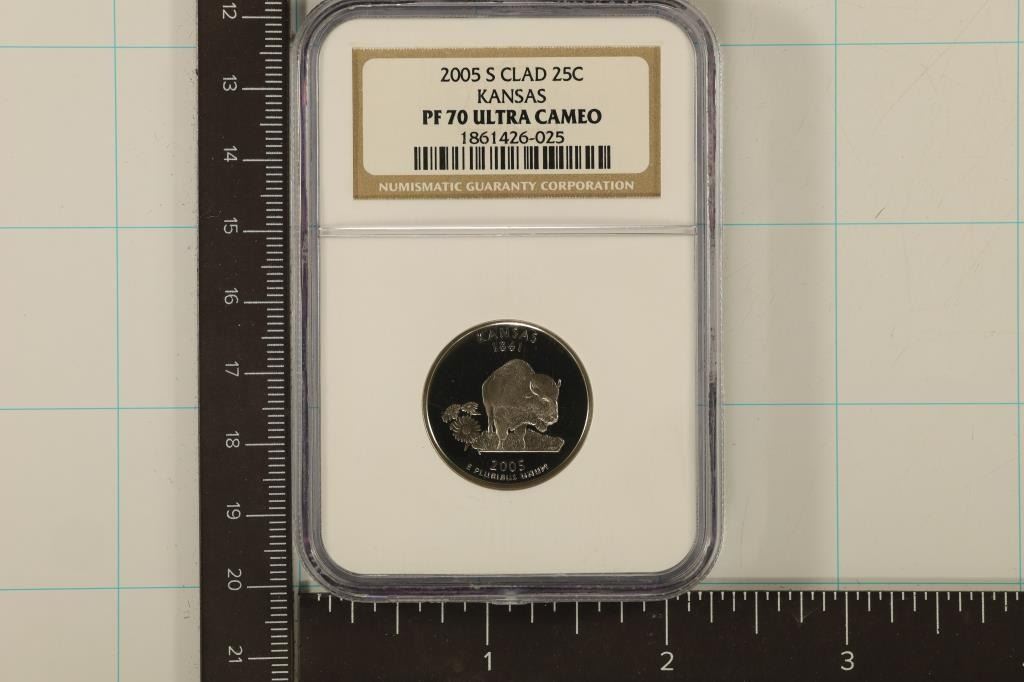 2005 S CLAD 25C
KANSAS
PF 70 ULTRA CAMEO
1861426-025
NUMISMATIC GUARANTY CORPORATION
KANSAS
1861
2005
E PLURIBUS UNUM
12
13
14
15
16
17
18
19
20
21
1 2 3